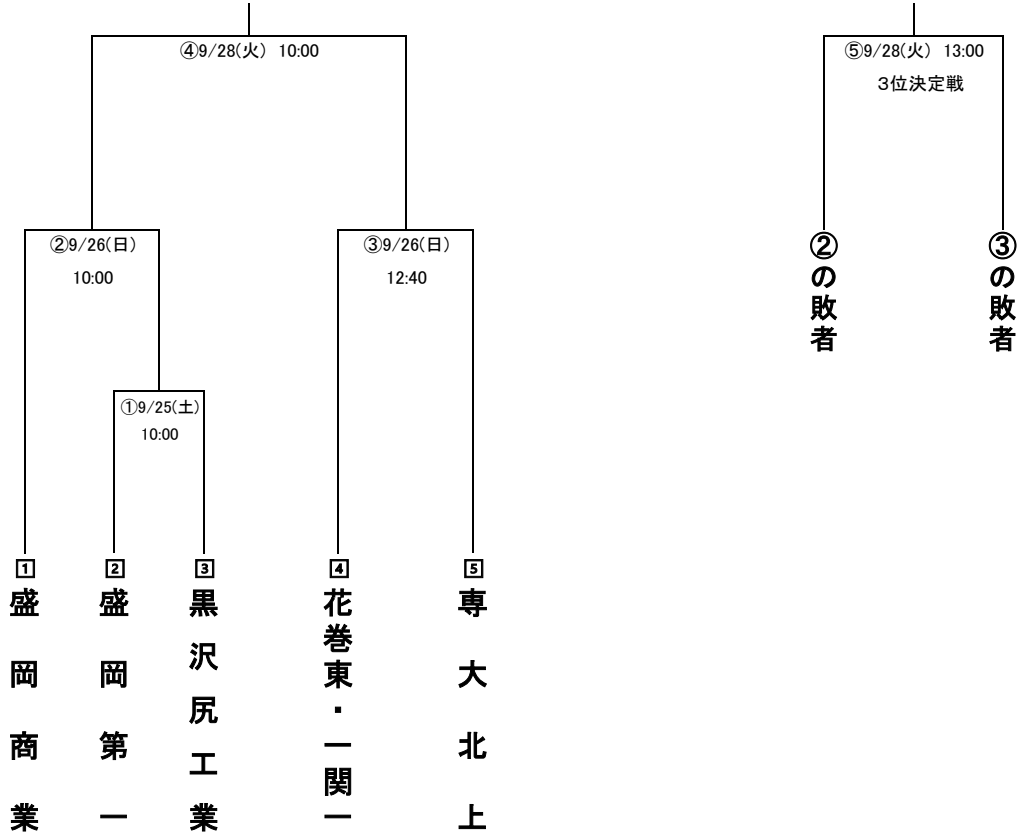 ④9/28(火) 10:00
⑤9/28(火) 13:00
3位決定戦
②9/26(日)
10:00
③9/26(日)
12:40
②の敗者
③の敗者
①9/25(土)
10:00
1
盛岡商業
2
盛岡第一
3
黒沢尻工業
4
花巻東・一関一
5
専大北上